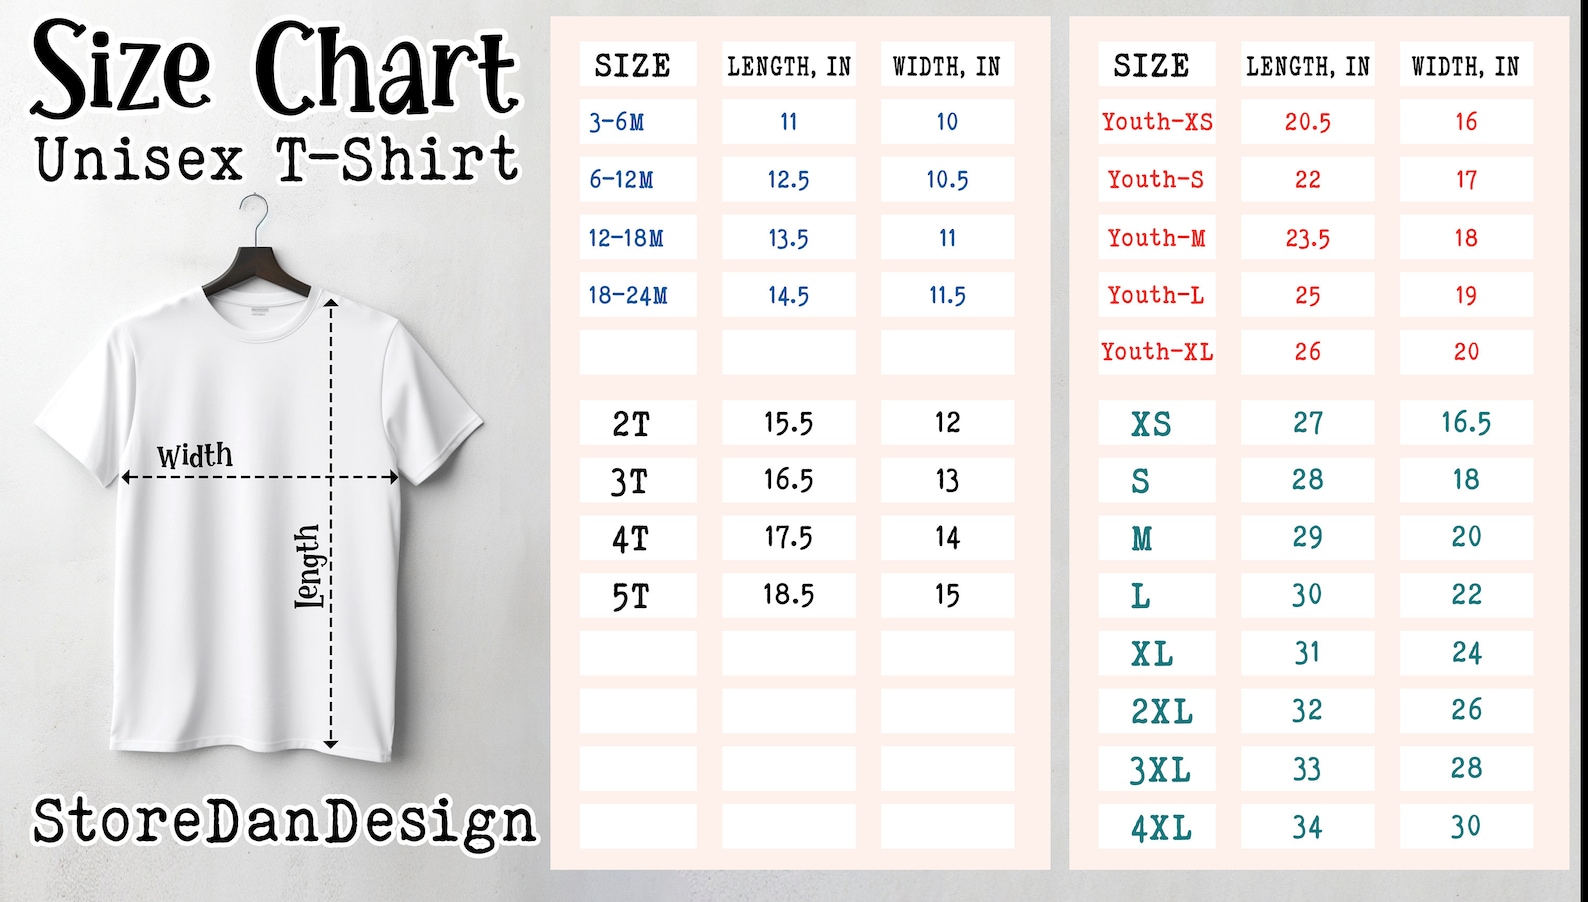 Size Chart
Unisex T-Shirt
Width
Length
StoreDanDesign
SIZE LENGTH, IN WIDTH, IN
3-6M 11 10
6-12M 12.5 10.5
12-18M 13.5 11
18-24M 14.5 11.5
2T 15.5 12
3T 16.5 13
4T 17.5 14
5T 18.5 15
SIZE LENGTH, IN WIDTH, IN
Youth-XS 20.5 16
Youth-S 22 17
Youth-M 23.5 18
Youth-L 25 19
Youth-XL 26 20
XS 27 16.5
S 28 18
M 29 20
L 30 22
XL 31 24
2XL 32 26
3XL 33 28
4XL 34 30